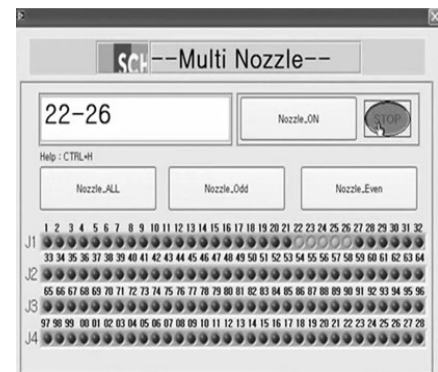 SCH --Multi Nozzle--
22-26
Nozzle_ON
STOP
Help : CTRL+H
Nozzle_ALL
Nozzle_Odd
Nozzle_Even
1 2 3 4 5 6 7 8 9 10 11 12 13 14 15 16 17 18 19 20 21 22 23 24 25 26 27 28 29 30 31 32
J1
33 34 35 36 37 38 39 40 41 42 43 44 45 46 47 48 49 50 51 52 53 54 55 56 57 58 59 60 61 62 63 64
J2
65 66 67 68 69 70 71 72 73 74 75 76 77 78 79 80 81 82 83 84 85 86 87 88 89 90 91 92 93 94 95 96
J3
97 98 99 00 01 02 03 04 05 06 07 08 09 10 11 12 13 14 15 16 17 18 19 20 21 22 23 24 25 26 27 28
J4